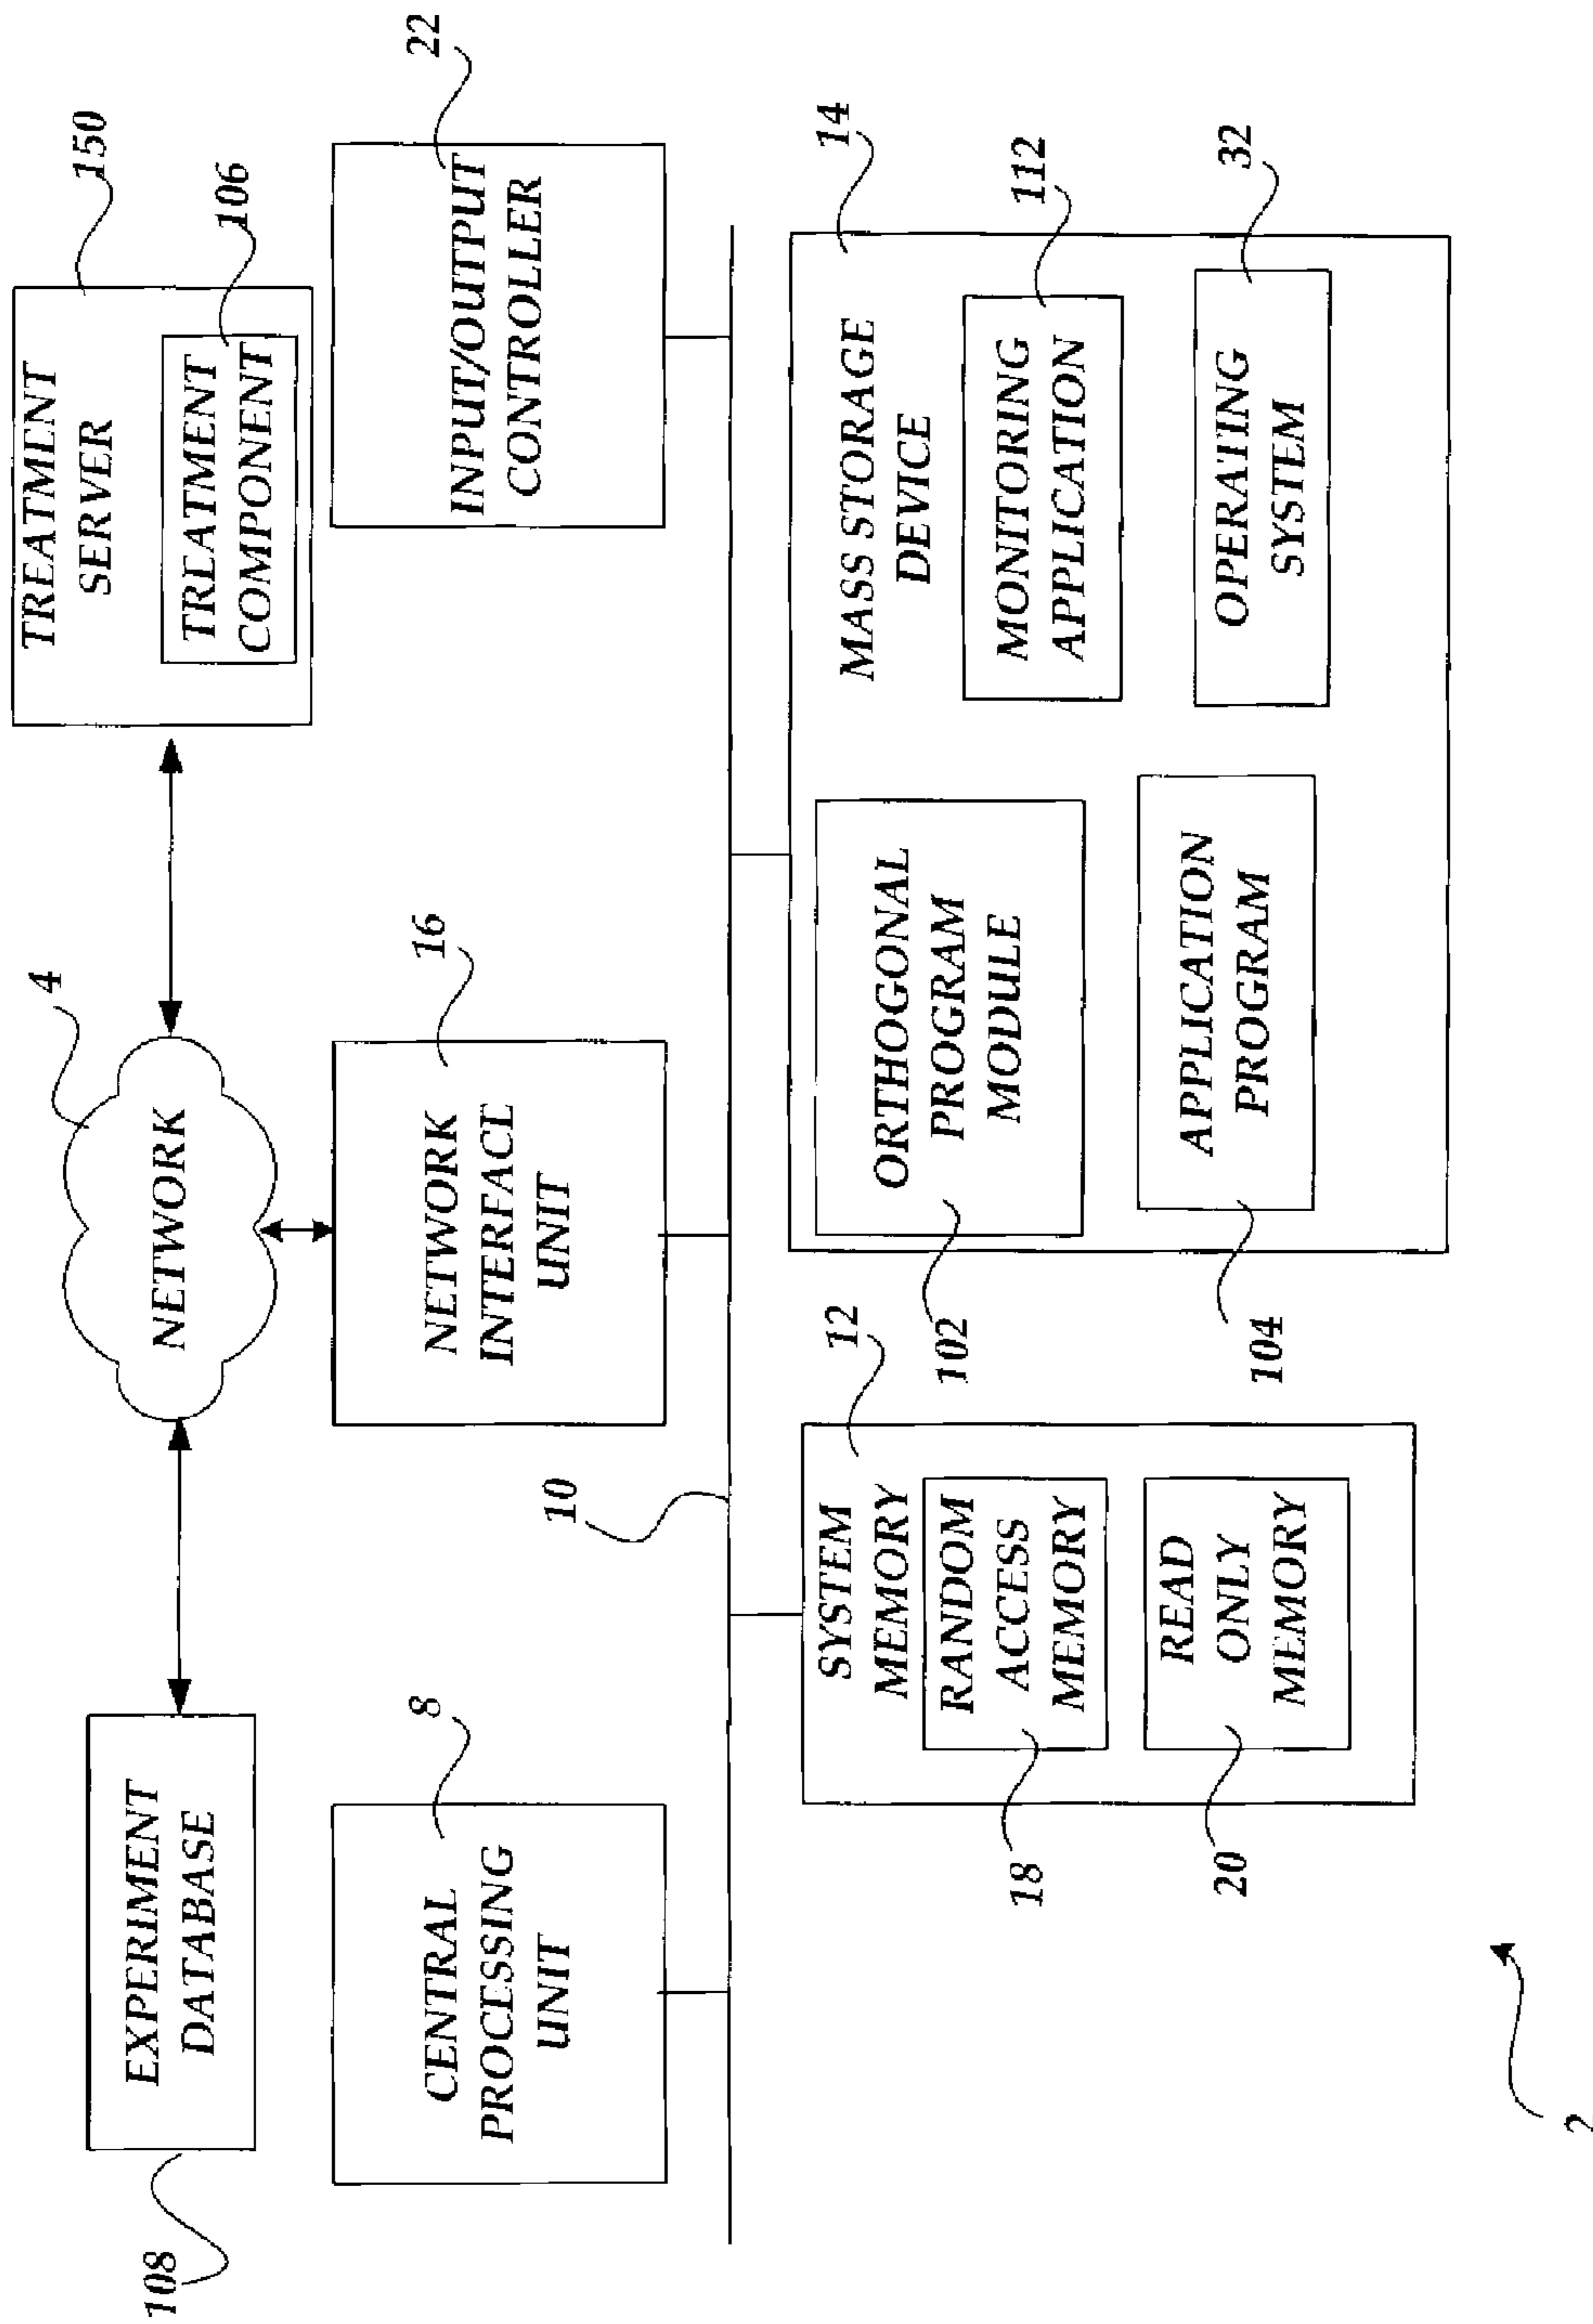 108
EXPERIMENT
DATABASE
4
NETWORK
150
TREATMENT
SERVER
106
TREATMENT
COMPONENT
8
CENTRAL
PROCESSING
UNIT
16
NETWORK
INTERFACE
UNIT
22
INPUT/OUTPUT
CONTROLLER
10
12
SYSTEM
MEMORY
RANDOM
ACCESS
MEMORY
18
READ
ONLY
MEMORY
20
14
MASS STORAGE
DEVICE
ORTHOGONAL
PROGRAM
MODULE
102
MONITORING
APPLICATION
112
APPLICATION
PROGRAM
104
OPERATING
SYSTEM
32
2